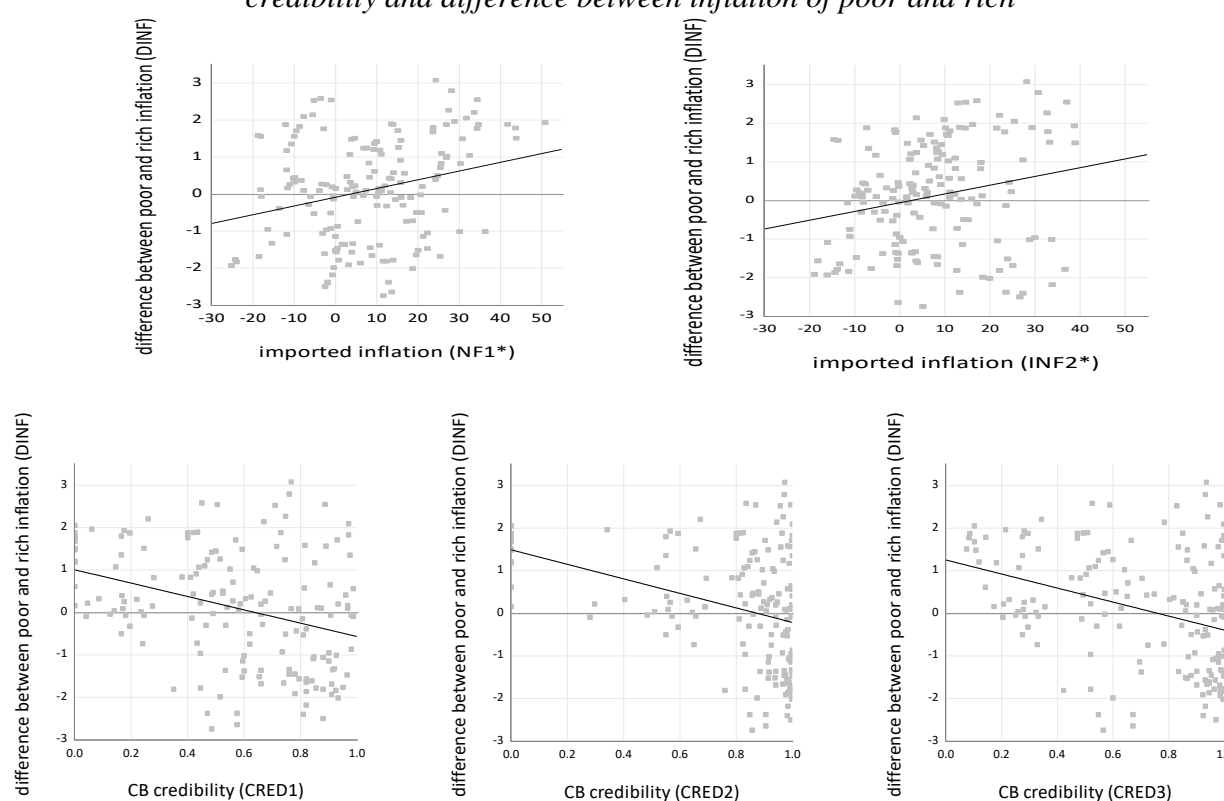 credibility and difference between inflation of poor and rich
difference between poor and rich inflation (DINF)
3
2
1
0
-1
-2
-3
-30 -20 -10 0 10 20 30 40 50
imported inflation (NF1*)
difference between poor and rich inflation (DINF)
3
2
1
0
-1
-2
-3
-30 -20 -10 0 10 20 30 40 50
imported inflation (INF2*)
difference between poor and rich inflation (DINF)
3
2
1
0
-1
-2
-3
0.0 0.2 0.4 0.6 0.8 1.0
CB credibility (CRED1)
difference between poor and rich inflation (DINF)
3
2
1
0
-1
-2
-3
0.0 0.2 0.4 0.6 0.8 1.0
CB credibility (CRED2)
difference between poor and rich inflation (DINF)
3
2
1
0
-1
-2
-3
0.0 0.2 0.4 0.6 0.8
CB credibility (CRED3)